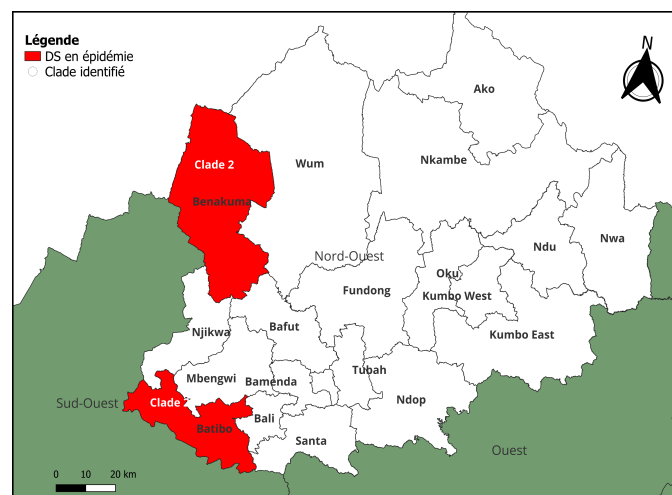 Légende
DS en épidémie
Clade identifié
N
Ako
Clade 2
Wum
Nkambe
Benakuma
Nwa
Ndu
Nord-Ouest
Oku
Fundong
Kumbo West
Bafut
Njikwa
Kumbo East
Tubah
Mbengwi
Bamenda
Ndop
Sud-Ouest
Clade
Bali
Batibo
Santa
Ouest
0 10 20 km